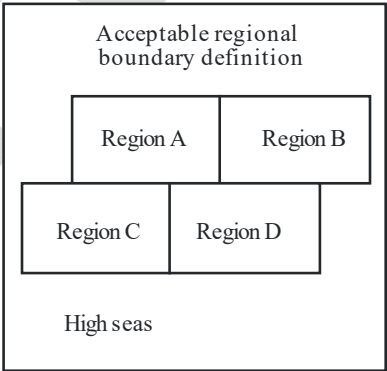 Acceptable regional
boundary definition
Region A
Region B
Region C
Region D
High seas